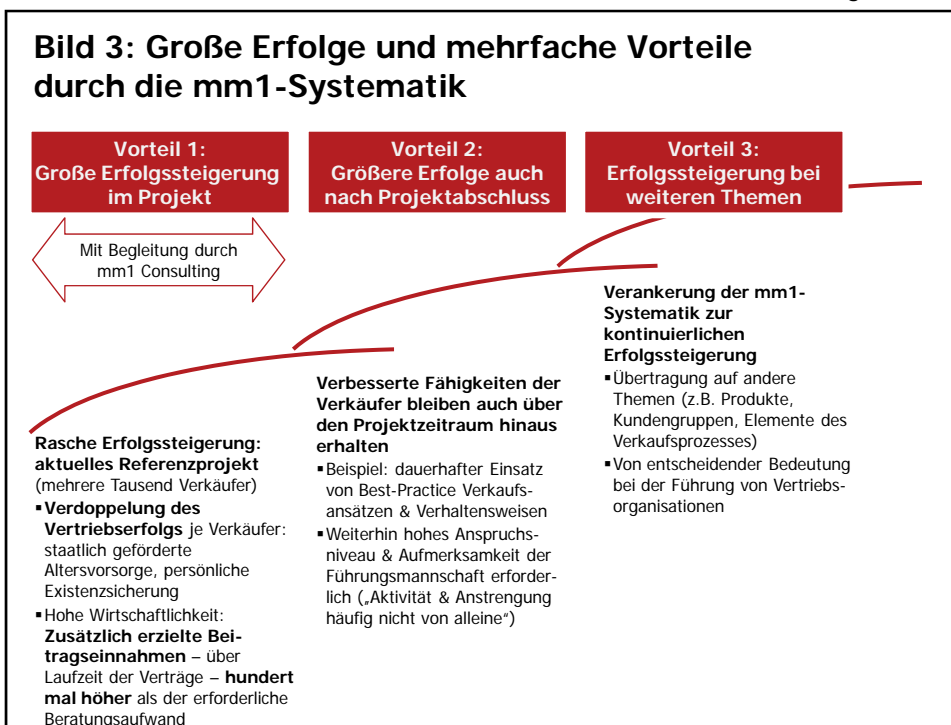 Bild 3: Große Erfolge und mehrfache Vorteile
durch die mm1-Systematik
Vorteil 1:
Große Erfolgssteigerung
im Projekt
Vorteil 2:
Größere Erfolge auch
nach Projektabschluss
Vorteil 3:
Erfolgssteigerung bei
weiteren Themen
Mit Begleitung durch
mm1 Consulting
Rasche Erfolgssteigerung:
aktuelles Referenzprojekt
(mehrere Tausend Verkäufer)
▪Verdoppelung des
Vertriebserfolgs je Verkäufer:
staatlich geförderte
Altersvorsorge, persönliche
Existenzsicherung
▪Hohe Wirtschaftlichkeit:
Zusätzlich erzielte Bei-
tragseinnahmen – über
Laufzeit der Verträge – hundert
mal höher als der erforderliche
Beratungsaufwand
Verbesserte Fähigkeiten der
Verkäufer bleiben auch über
den Projektzeitraum hinaus
erhalten
▪Beispiel: dauerhafter Einsatz
von Best-Practice Verkaufs-
ansätzen & Verhaltensweisen
▪Weiterhin hohes Anspruchs-
niveau & Aufmerksamkeit der
Führungsmannschaft erforder-
lich („Aktivität & Anstrengung
häufig nicht von alleine“)
Verankerung der mm1-
Systematik zur
kontinuierlichen
Erfolgssteigerung
▪Übertragung auf andere
Themen (z.B. Produkte,
Kundengruppen, Elemente des
Verkaufsprozesses)
▪Von entscheidender Bedeutung
bei der Führung von Vertriebs-
organisationen